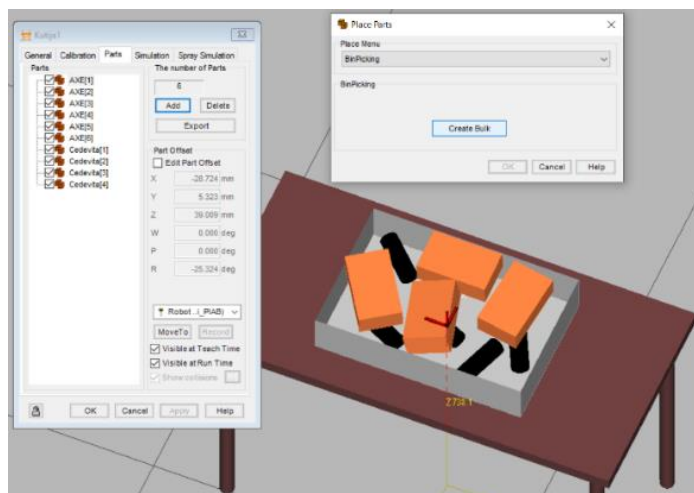 Kutija1
General Calibration Parts Simulation Spray Simulation
Parts
AXE[1]
AXE[2]
AXE[3]
AXE[4]
AXE[5]
AXE[6]
Cedevita[1]
Cedevita[2]
Cedevita[3]
Cedevita[4]
The number of Parts
6
Add Delete
Export
Part Offset
Edit Part Offset
X -28.724 mm
Y 5.323 mm
Z 39.009 mm
W 0.000 deg
P 0.000 deg
R -25.324 deg
Robot...i_PIAB)
MoveTo Record
Visible at Teach Time
Visible at Run Time
Show collisions
OK Cancel Apply Help
Place Parts
Place Menu
BinPicking
BinPicking
Create Bulk
OK Cancel Help